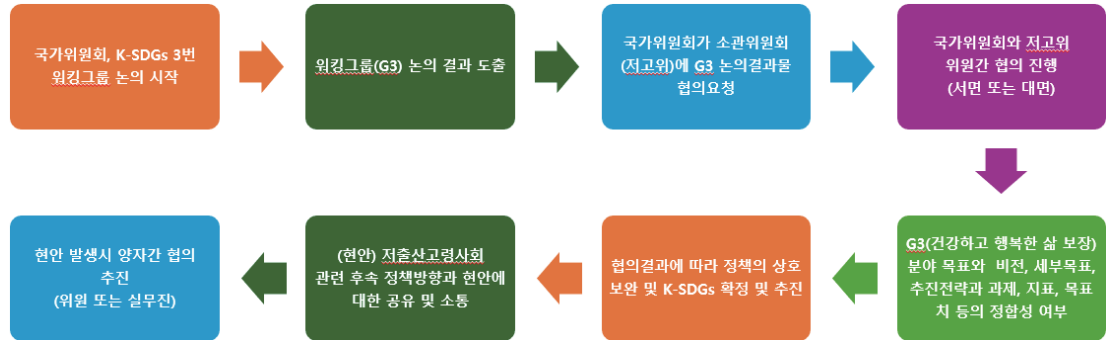 국가위원회, K-SDGs 3번
워킹그룹 논의 시작
워킹그룹(G3) 논의 결과 도출
국가위원회가 소관위원회
(저고위)에 G3 논의결과물
협의요청
국가위원회와 저고위
위원간 협의 진행
(서면 또는 대면)
G3(건강하고 행복한 삶 보장)
분야 목표와 비전, 세부목표,
추진전략과 과제, 지표, 목표
치 등의 정합성 여부
협의결과에 따라 정책의 상호
보완 및 K-SDGs 확정 및 추진
(현안) 저출산고령사회
관련 후속 정책방향과 현안에
대한 공유 및 소통
현안 발생시 양자간 협의
추진
(위원 또는 실무진)